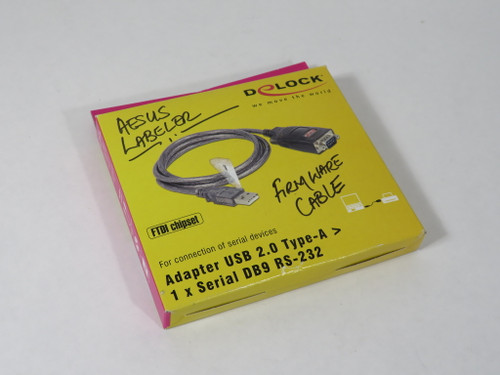 DELOCK
we move the world
AESUS
LABELER
FIRMWARE
CABLE
FTDI chipset
For connection of serial devices
Adapter USB 2.0 Type-A >
1 x Serial DB9 RS-232